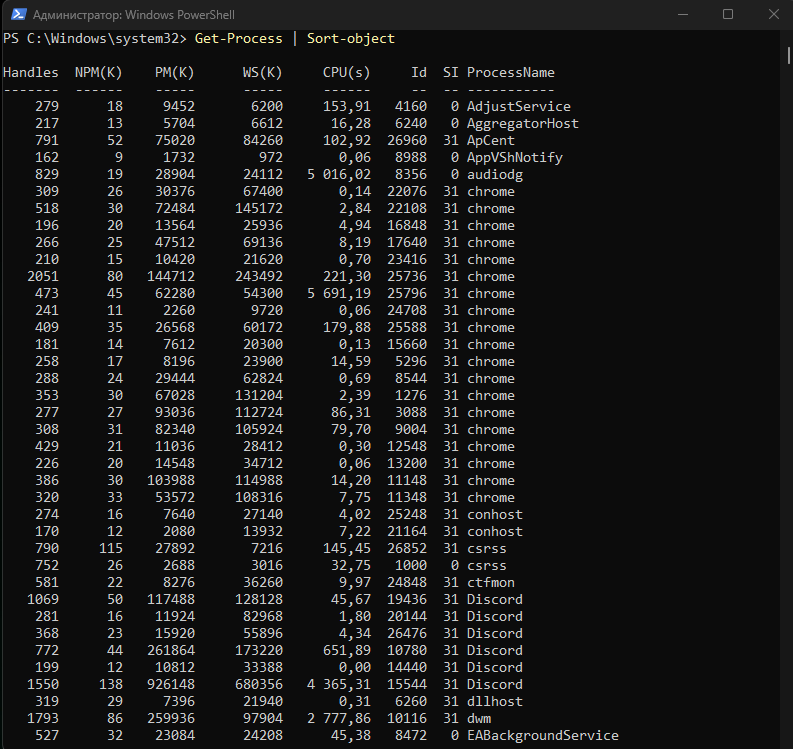 Администратор: Windows PowerShell
PS C:\Windows\system32> Get-Process | Sort-object
Handles NPM(K) PM(K) WS(K) CPU(s) Id SI ProcessName
------- ------ ----- ----- ------ -- -- -----------
279 18 9452 6200 153,91 4160 0 AdjustService
217 13 5704 6612 16,28 6240 0 AggregatorHost
791 52 75020 84260 102,92 26960 31 ApCent
162 9 1732 972 0,06 8988 0 AppVShNotify
829 19 28904 24112 5 016,02 8356 0 audiodg
309 26 30376 67400 0,14 22076 31 chrome
518 30 72484 145172 2,84 22108 31 chrome
196 20 13564 25936 4,94 16848 31 chrome
266 25 47512 69136 8,19 17640 31 chrome
210 15 10420 21620 0,70 23416 31 chrome
2051 80 144712 243492 221,30 25736 31 chrome
473 45 62280 54300 5 691,19 25796 31 chrome
241 11 2260 9720 0,06 24708 31 chrome
409 35 26568 60172 179,88 25588 31 chrome
181 14 7612 20300 0,13 15660 31 chrome
258 17 8196 23900 14,59 5296 31 chrome
288 24 29444 62824 0,69 8544 31 chrome
353 30 67028 131204 2,39 1276 31 chrome
277 27 93036 112724 86,31 3088 31 chrome
308 31 82340 105924 79,70 9004 31 chrome
429 21 11036 28412 0,30 12548 31 chrome
226 20 14548 34712 0,06 13200 31 chrome
386 30 103988 114988 14,20 11148 31 chrome
320 33 53572 108316 7,75 11348 31 chrome
274 16 7640 27140 4,02 25248 31 conhost
170 12 2080 13932 7,22 21164 31 conhost
790 115 27892 7216 145,45 26852 31 csrss
752 26 2688 3016 32,75 1000 0 csrss
581 22 8276 36260 9,97 24848 31 ctfmon
1069 50 117488 128128 45,67 19436 31 Discord
281 16 11924 82968 1,80 20144 31 Discord
368 23 15920 55896 4,34 26476 31 Discord
772 44 261864 173220 651,89 10780 31 Discord
199 12 10812 33388 0,00 14440 31 Discord
1550 138 926148 680356 4 365,31 15544 31 Discord
319 29 7396 21940 0,31 6260 31 dllhost
1793 86 259936 97904 2 777,86 10116 31 dwm
527 32 23084 24208 45,38 8472 0 EABackgroundService